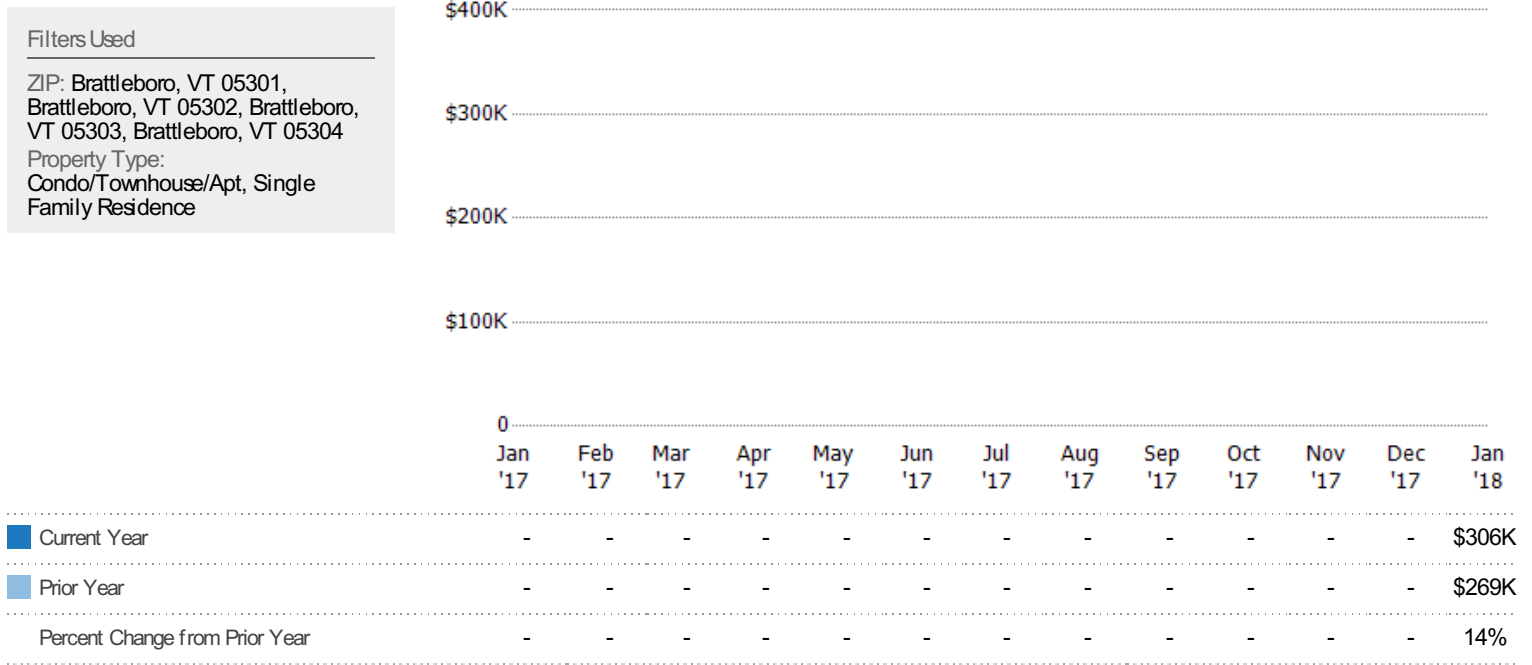 Filters Used
ZIP: Brattleboro, VT 05301,
Brattleboro, VT 05302, Brattleboro,
VT 05303, Brattleboro, VT 05304
Property Type:
Condo/Townhouse/Apt, Single
Family Residence
$400K
$300K
$200K
$100K
0
Jan Feb Mar Apr May Jun Jul Aug Sep Oct Nov Dec Jan
'17 '17 '17 '17 '17 '17 '17 '17 '17 '17 '17 '17 '18
Current Year - - - - - - - - - - - - $306K
Prior Year - - - - - - - - - - - - $269K
Percent Change from Prior Year - - - - - - - - - - - - 14%